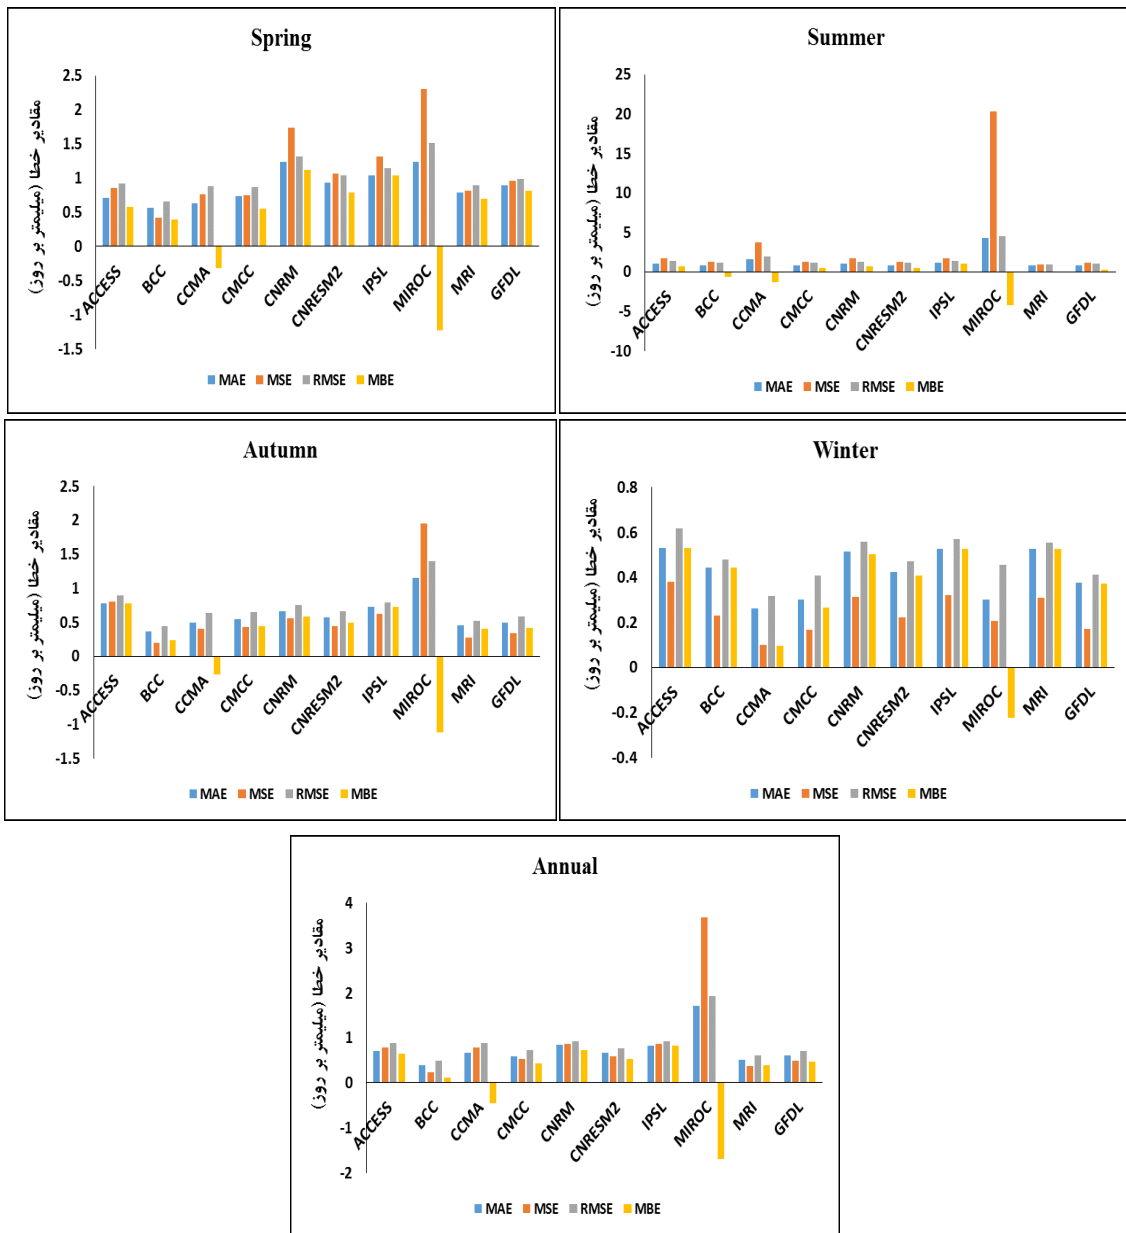 Spring
مقادیر خطا (میلیمتر بر روز)
2.5
2
1.5
1
0.5
0
-0.5
-1
-1.5
ACCESS
BCC
CCMA
CMCC
CNRM
CNRESM2
IPSL
MIROC
MRI
GFDL
MAE MSE RMSE MBE
Summer
مقادیر خطا (میلیمتر بر روز)
25
20
15
10
5
0
-5
-10
ACCESS
BCC
CCMA
CMCC
CNRM
CNRESM2
IPSL
MIROC
MRI
GFDL
MAE MSE RMSE MBE
Autumn
مقادیر خطا (میلیمتر بر روز)
2.5
2
1.5
1
0.5
0
-0.5
-1
-1.5
ACCESS
BCC
CCMA
CMCC
CNRM
CNRESM2
IPSL
MIROC
MRI
GFDL
MAE MSE RMSE MBE
Winter
مقادیر خطا (میلیمتر بر روز)
0.8
0.6
0.4
0.2
0
-0.2
-0.4
ACCESS
BCC
CCMA
CMCC
CNRM
CNRESM2
IPSL
MIROC
MRI
GFDL
MAE MSE RMSE MBE
Annual
مقادیر خطا (میلیمتر بر روز)
4
3
2
1
0
-1
-2
ACCESS
BCC
CCMA
CMCC
CNRM
CNRESM2
IPSL
MIROC
MRI
GFDL
MAE MSE RMSE MBE